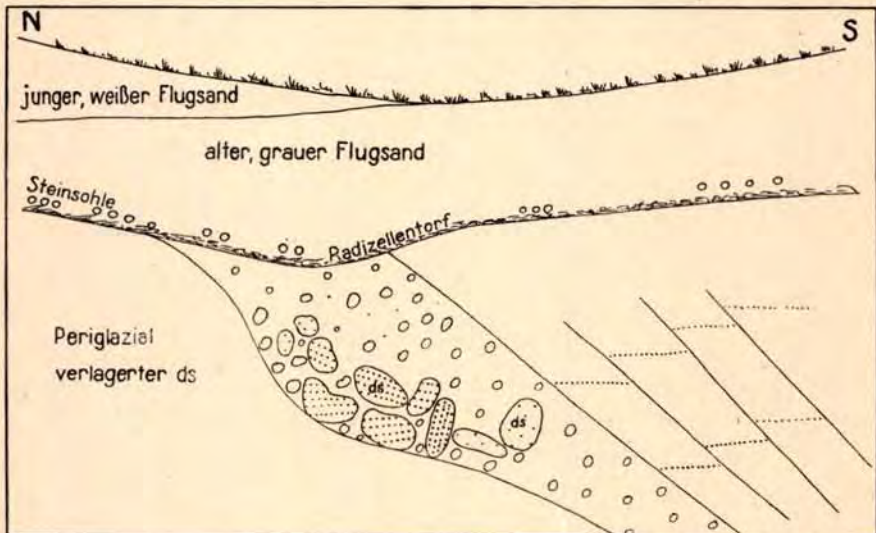 N
S
junger, weißer Flugsand
alter, grauer Flugsand
Steinsohle
Radizellentorf
Periglazial
verlagerter ds
ds
ds